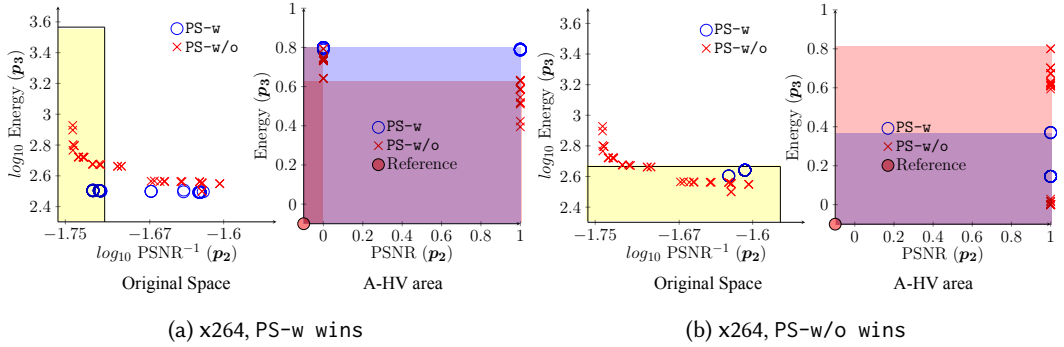 3.6
3.4
3.2
3
2.8
2.6
2.4
log10 Energy (p3)
-1.75
-1.67
-1.6
log10 PSNR−1 (p2)
PS-w
PS-w/o
Original Space
1
0.8
0.6
0.4
0.2
0
Energy (p3)
0
0.2
0.4
0.6
0.8
1
PSNR (p2)
PS-w
PS-w/o
Reference
A-HV area
(a) x264, PS-w wins
3.6
3.4
3.2
3
2.8
2.6
2.4
log10 Energy (p3)
-1.75
-1.67
-1.6
log10 PSNR−1 (p2)
PS-w
PS-w/o
Original Space
1
0.8
0.6
0.4
0.2
0
Energy (p3)
0
0.2
0.4
0.6
0.8
1
PSNR (p2)
PS-w
PS-w/o
Reference
A-HV area
(b) x264, PS-w/o wins